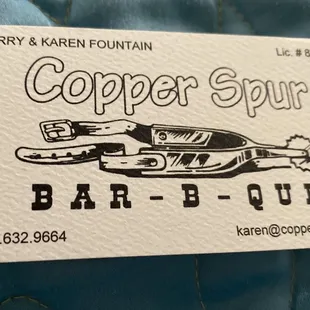 RRY & KAREN FOUNTAIN
Lic. # 8
Copper Spur
BAR-B-QU
.632.9664
karen@coppe